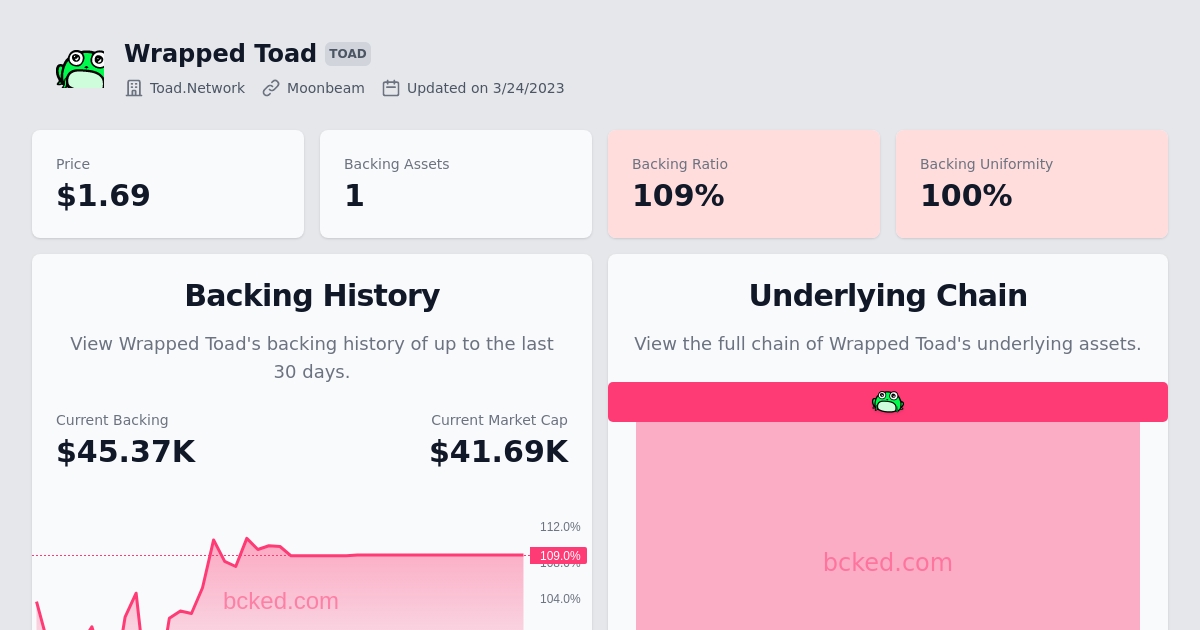 Wrapped Toad TOAD
Toad.Network Moonbeam Updated on 3/24/2023
Price
$1.69
Backing Assets
1
Backing Ratio
109%
Backing Uniformity
100%
Backing History
View Wrapped Toad's backing history of up to the last
30 days.
Current Backing
$45.37K
Current Market Cap
$41.69K
112.0%
109.0%
108.0%
104.0%
bcked.com
Underlying Chain
View the full chain of Wrapped Toad's underlying assets.
bcked.com